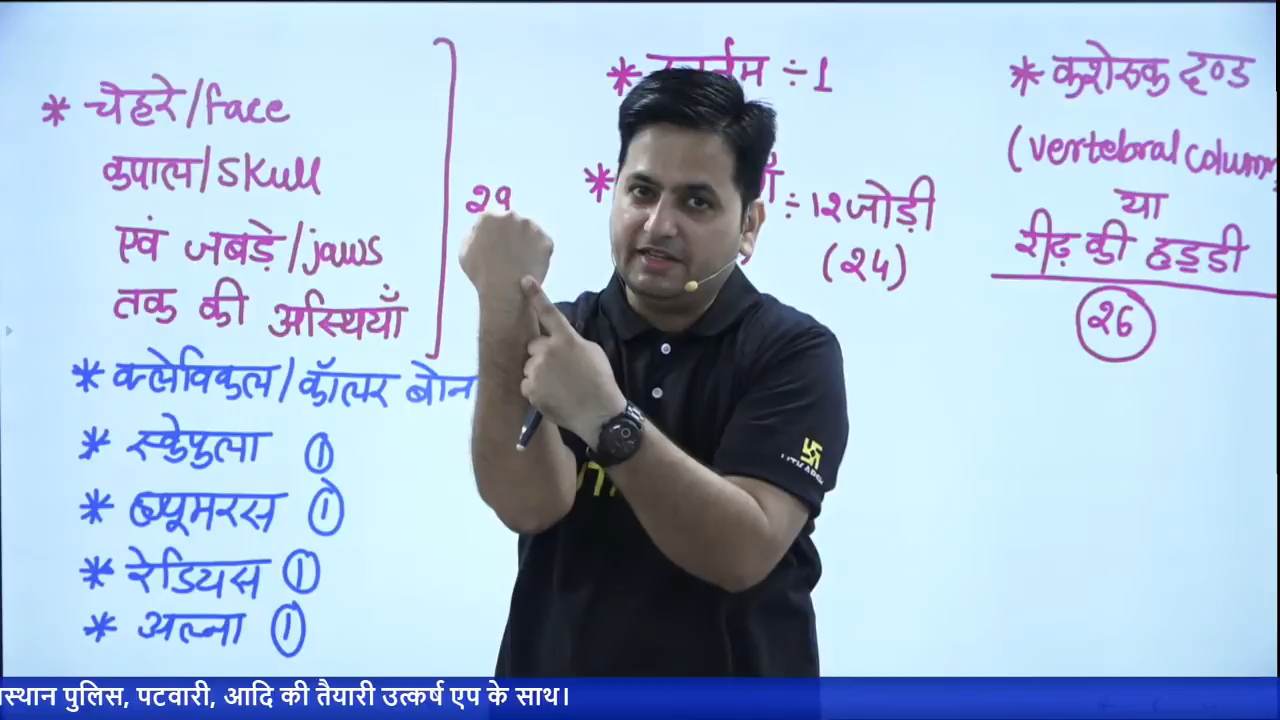 * चेहरे/face
कपाल/skull
एवं जबड़े/jaws
तक की अस्थियाँ
29
* क्लेविकल/कॉलर बोन
* स्केपुला ①
* ह्यूमरस ①
* रेडियस ①
* अल्ना ①
* ÷ 1
* ÷ 12 जोड़ी
(24)
* कशेरुक दण्ड
(vertebral column
या
रीढ़ की हड्डी
26
स्थान पुलिस, पटवारी, आदि की तैयारी उत्कर्ष एप के साथ।